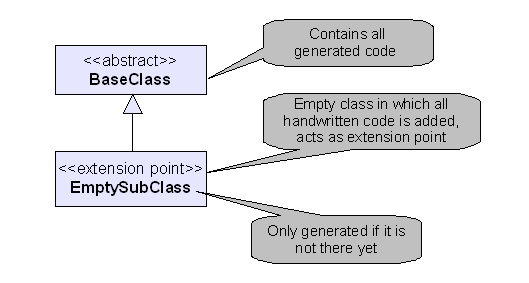 Contains all
generated code
<<abstract>>
BaseClass
Empty class in which all
handwritten code is added,
acts as extension point
<<extension point>>
EmptySubClass
Only generated if it is
not there yet